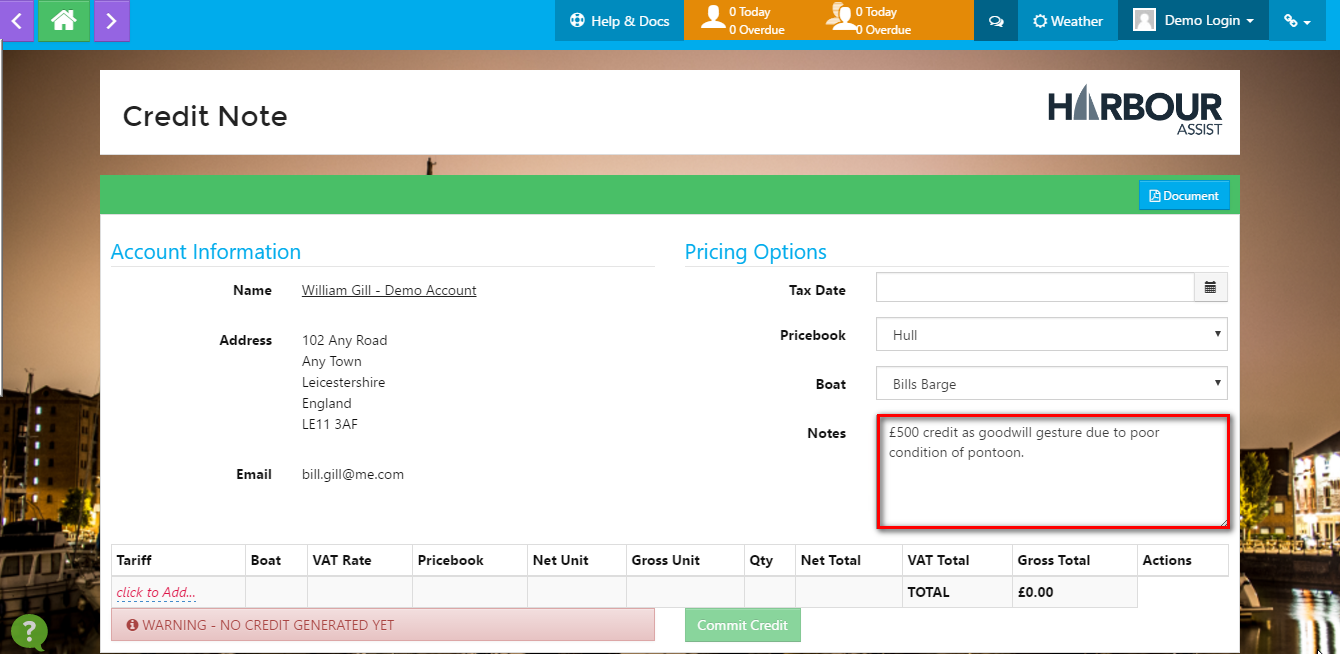 Help & Docs
0 Today
0 Overdue
0 Today
0 Overdue
Weather
Demo Login
Credit Note
HARBOUR
ASSIST
Document
Account Information
Name William Gill - Demo Account
Address 102 Any Road
Any Town
Leicestershire
England
LE11 3AF
Email bill.gill@me.com
Pricing Options
Tax Date
Pricebook Hull
Boat Bills Barge
Notes £500 credit as goodwill gesture due to poor
condition of pontoon.
Tariff Boat VAT Rate Pricebook Net Unit Gross Unit Qty Net Total VAT Total Gross Total Actions
click to Add... TOTAL £0.00
WARNING - NO CREDIT GENERATED YET
Commit Credit
?